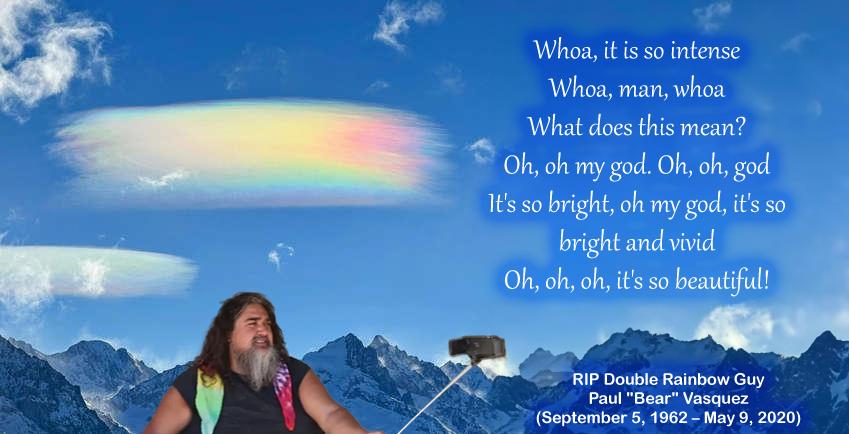 Whoa, it is so intense
Whoa, man, whoa
What does this mean?
Oh, oh my god. Oh, oh, god
It's so bright, oh my god, it's so
bright and vivid
Oh, oh, oh, it's so beautiful!
RIP Double Rainbow Guy
Paul "Bear" Vasquez
(September 5, 1962 – May 9, 2020)